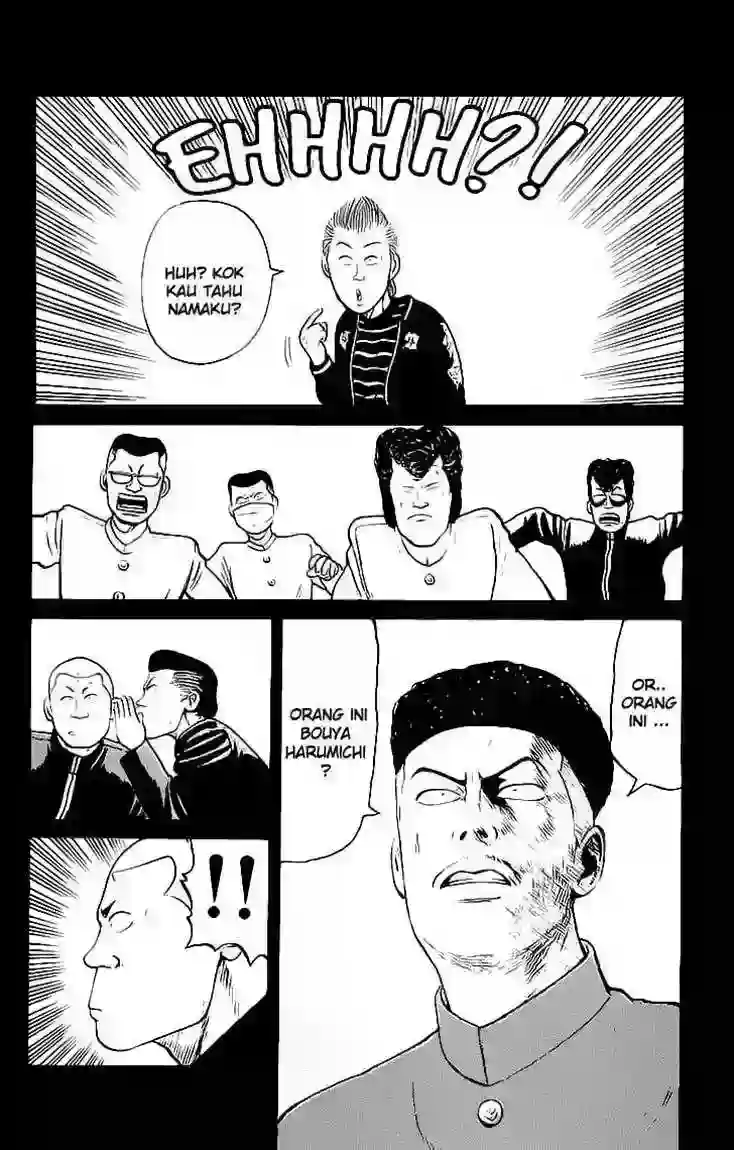 EHHHH?!
HUH? KOK
KAU TAHU
NAMAKU?
OR..
ORANG
INI ...
ORANG INI
BOUYA
HARUMICHI
?
!!